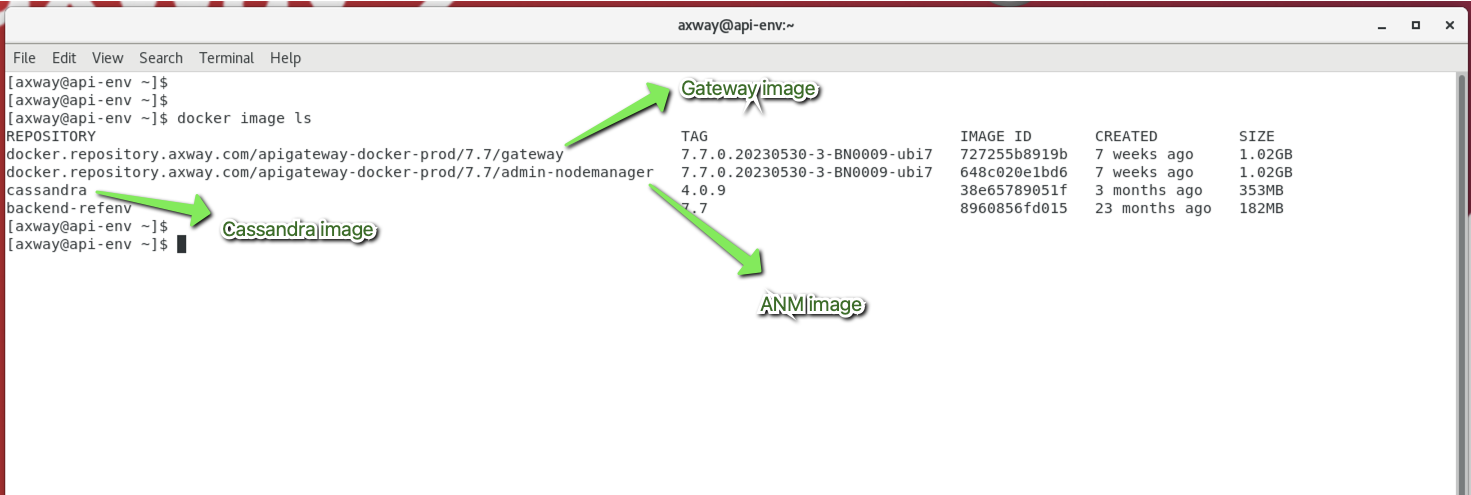 axway@api-env:~
File Edit View Search Terminal Help
[axway@api-env ~]$
[axway@api-env ~]$
[axway@api-env ~]$ docker image ls
Gateway image
REPOSITORY TAG IMAGE ID CREATED SIZE
docker.repository.axway.com/apigateway-docker-prod/7.7/gateway 7.7.0.20230530-3-BN0009-ubi7 727255b8919b 7 weeks ago 1.02GB
docker.repository.axway.com/apigateway-docker-prod/7.7/admin-nodemanager 7.7.0.20230530-3-BN0009-ubi7 648c020e1bd6 7 weeks ago 1.02GB
cassandra 4.0.9 38e65789051f 3 months ago 353MB
backend-refenv 7.7 8960856fd015 23 months ago 182MB
[axway@api-env ~]$
Cassandra image
[axway@api-env ~]$
ANM image